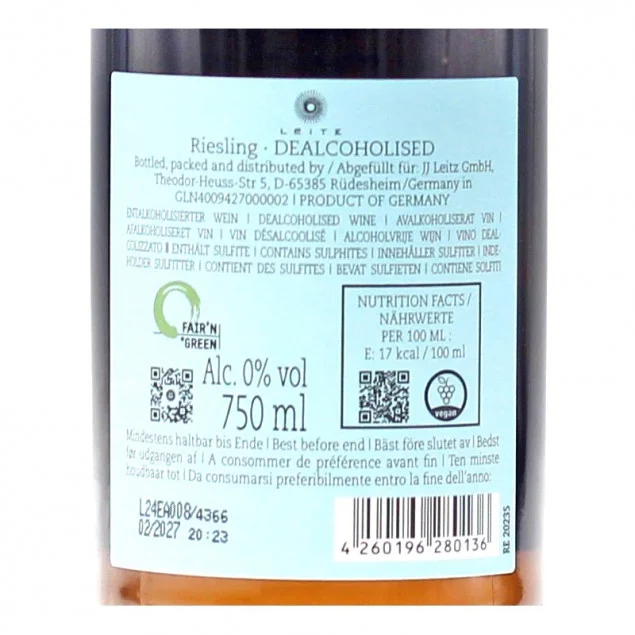 LEITZ
Riesling · DEALCOHOLISED
Bottled, packed and distributed by / Abgefüllt für: JJ Leitz GmbH,
Theodor-Heuss-Str 5, D-65385 Rüdesheim/Germany in
GLN4009427000002 | PRODUCT OF GERMANY
ENTALKOHOLISIERTER WEIN | DEALCOHOLISED WINE | AVALKOHOLISERAT VIN |
AFALKOHOLISERET VIN | VIN DÉSALCOOLISÉ | ALCOHOLVRIJE WIJN | VINO DEAL-
COLIZZATO || ENTHÄLT SULFITE | CONTAINS SULPHITES | INNEHÅLLER SULFITER | INDE-
HOLDER SULFITTER | CONTIENT DES SULFITES | BEVAT SULFIETEN | CONTIENE SOLFITI
FAIR'N
GREEN
Alc. 0% vol
750 ml
NUTRITION FACTS /
NÄHRWERTE
PER 100 ML :
E: 17 kcal / 100 ml
vegan
Mindestens haltbar bis Ende | Best before end | Bäst före slutet av | Bedst
før udgangen af | A consommer de préférence avant fin | Ten minste
houdbaar tot | Da consumarsi preferibilmente entro la fine dell'anno:
L24EA008/4366
02/2027 20:23
4 260196 280136
RE 20235